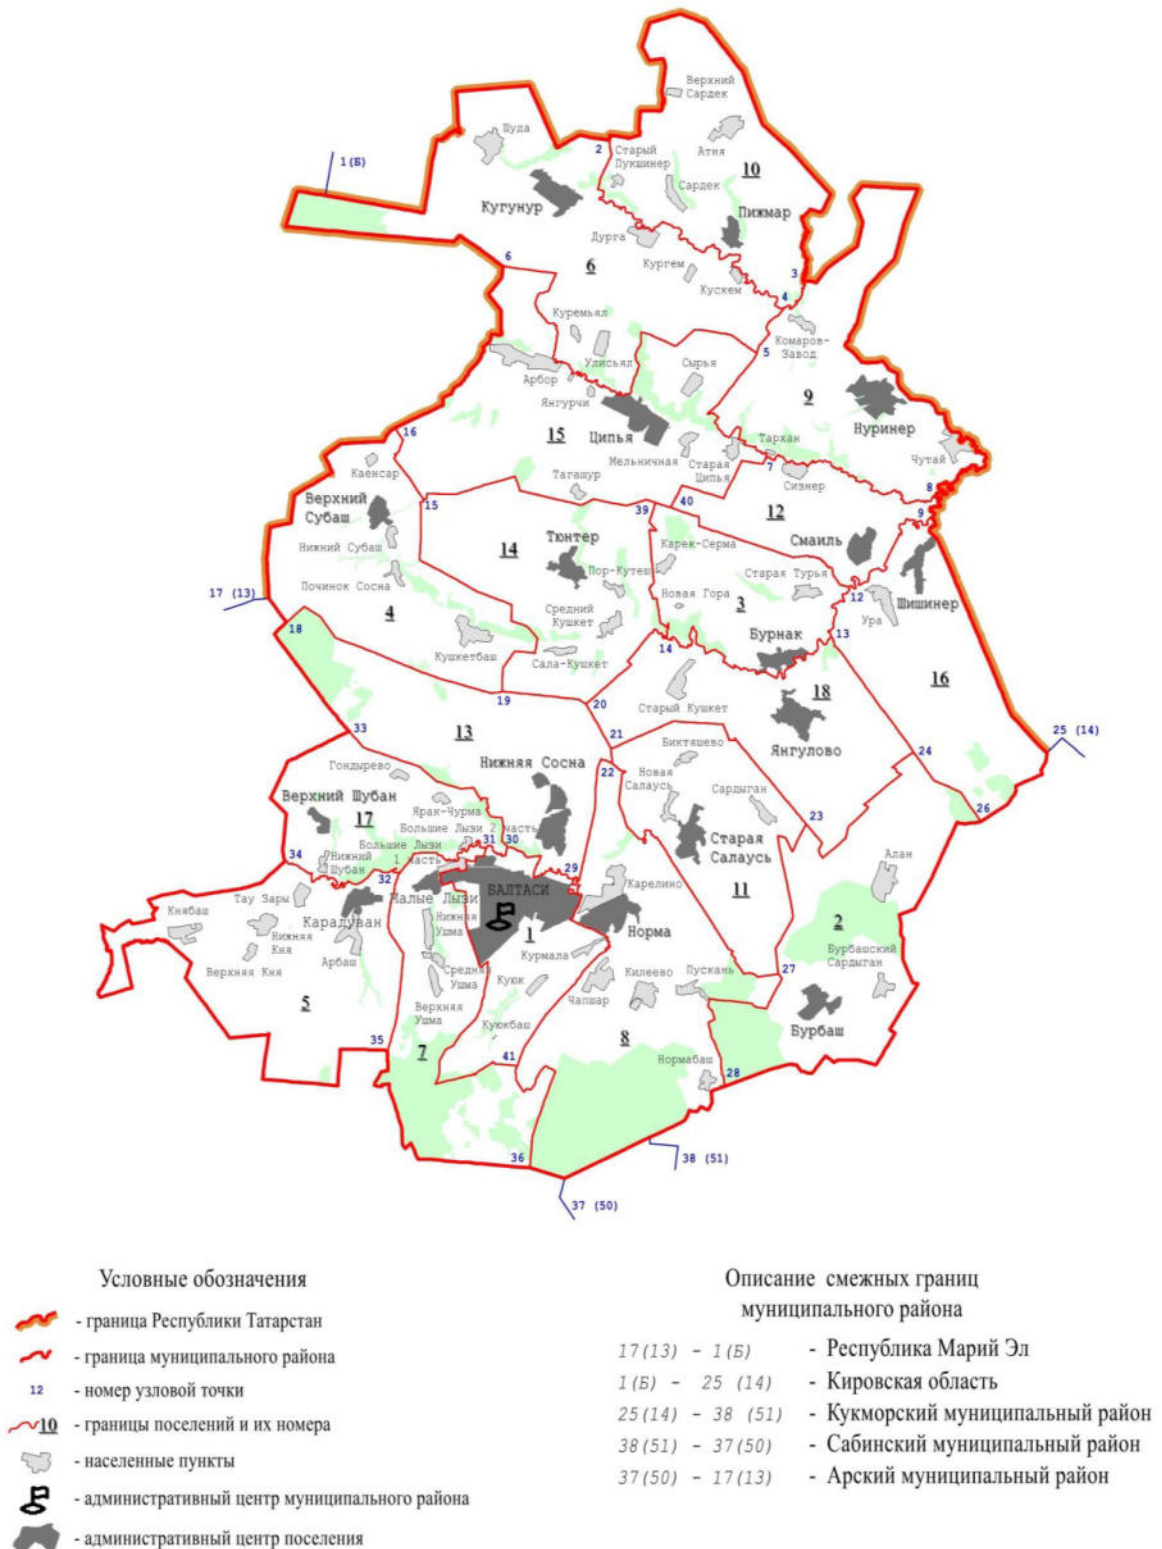 Верхний
Сардек
Шуда
Атня
2
Старый
Пукшинер
10
1(Б)
Сардек
Кугунур
Пижмар
Дурга
6
6
Кургем
3
Кускем
4
Куремьял
Комаров-
Завод
5
Улисьял
Сырья
Арбор
9
Янгурчи
Нуринер
15
Ципья
16
Тархан
Мельничная
Старая
Ципья
Чутай
7
Каенсар
Тагашур
Сизнер
8
Верхний
Субаш
15
40
39
9
12
Тюнтер
Смаиль
Карек-Серма
Нижний Субаш
14
Пор-Кутеш
Старая Турья
Починок Сосна
Новая Гора
17 (13)
12
Шишинер
3
4
Средний
Кушкет
Ура
18
Бурнак
13
Кушкетбаш
14
Сала-Кушкет
16
18
19
20
Старый Кушкет
33
13
25 (14)
21
Биктяшево
Янгулово
24
Нижняя Сосна
Гондырево
22
Новая
Салаусь
Сардыган
Верхний Шубан
26
Ярак-Чурма
23
17
Большие Лызи 2 часть
Старая
Салаусь
Большие Лызи
1 часть
31
30
34
Нижний
Шубан
29
Алан
11
32
Карелино
Малые Лызи
БАЛТАСИ
Тау Зары
Княбаш
Карадуван
Нижняя
Ушма
2
1
Норма
Нижняя
Кня
Бурбашский
Сардыган
Курмала
Арбаш
Верхняя Кня
Средняя
Ушма
27
Килеево
Пускань
Куюк
Чапшар
5
Верхняя
Ушма
Куюкбаш
Бурбаш
35
7
8
41
Нормабаш
28
36
38 (51)
37 (50)
Условные обозначения
- граница Республики Татарстан
- граница муниципального района
12 - номер узловой точки
10 - границы поселений и их номера
- населенные пункты
- административный центр муниципального района
- административный центр поселения
Описание смежных границ
муниципального района
17(13) - 1(Б) - Республика Марий Эл
1(Б) - 25 (14) - Кировская область
25(14) - 38 (51) - Кукморский муниципальный район
38(51) - 37(50) - Сабинский муниципальный район
37(50) - 17(13) - Арский муниципальный район